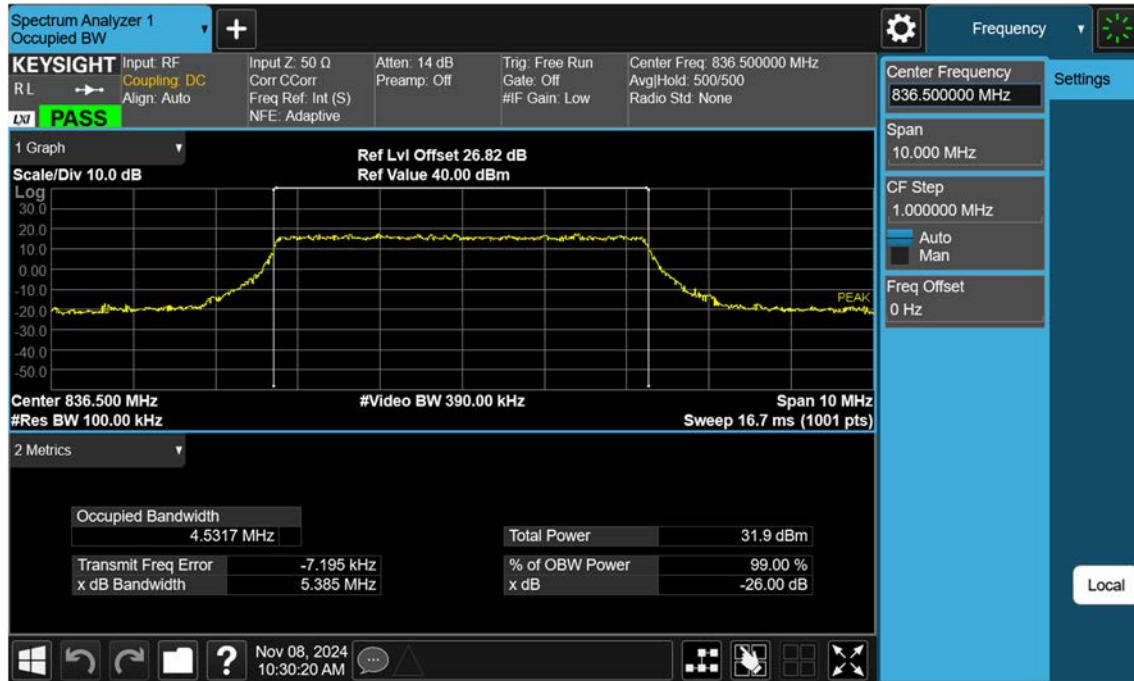 Spectrum Analyzer 1
Occupied BW
+
Frequency
KEYSIGHT
R L
LXI PASS
Input: RF
Coupling: DC
Align: Auto
Input Z: 50 Ω
Corr CCorr
Freq Ref: Int (S)
NFE: Adaptive
Atten: 14 dB
Preamp: Off
Trig: Free Run
Gate: Off
#IF Gain: Low
Center Freq: 836.500000 MHz
Avg|Hold: 500/500
Radio Std: None
Center Frequency
836.500000 MHz
Settings
Span
10.000 MHz
CF Step
1.000000 MHz
Auto
Man
Freq Offset
0 Hz
Local
1 Graph
Scale/Div 10.0 dB
Ref Lvl Offset 26.82 dB
Ref Value 40.00 dBm
Log
30.0
20.0
10.0
0.00
-10.0
-20.0
-30.0
-40.0
-50.0
PEAK
Center 836.500 MHz
#Video BW 390.00 kHz
Span 10 MHz
#Res BW 100.00 kHz
Sweep 16.7 ms (1001 pts)
2 Metrics
Occupied Bandwidth
4.5317 MHz
Total Power 31.9 dBm
Transmit Freq Error -7.195 kHz
% of OBW Power 99.00 %
x dB Bandwidth 5.385 MHz
x dB -26.00 dB
?
Nov 08, 2024
10:30:20 AM